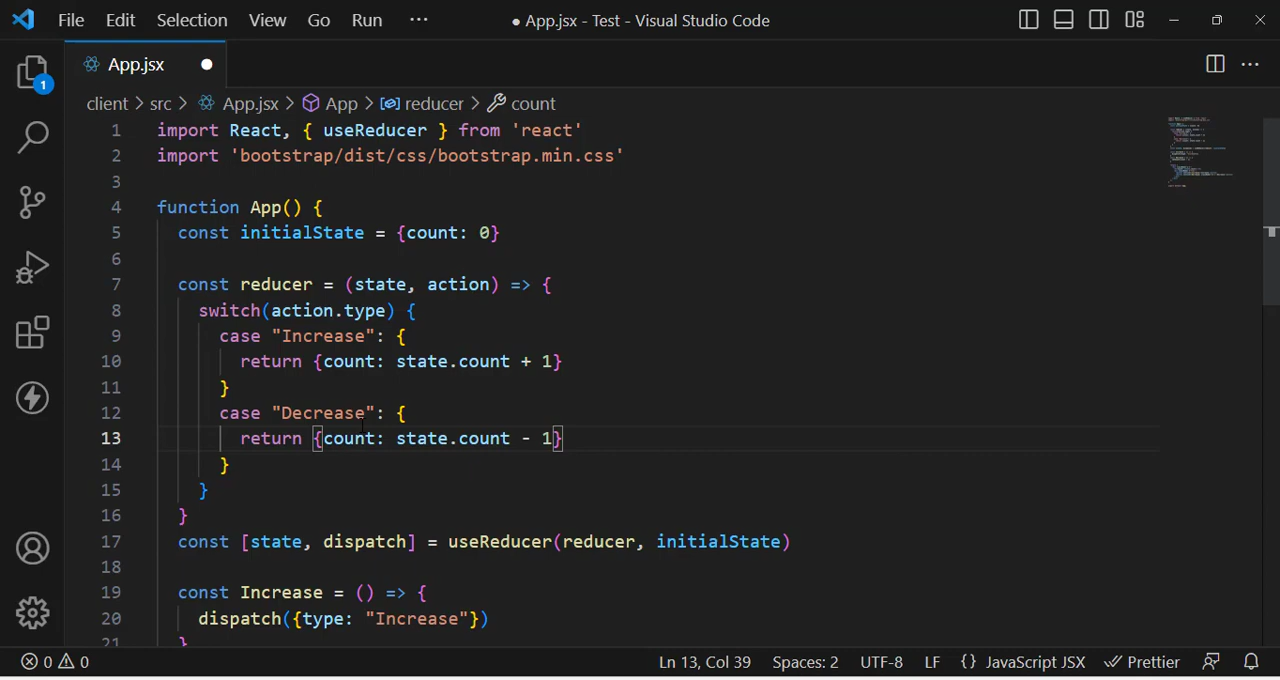 File Edit Selection View Go Run ··· ● App.jsx - Test - Visual Studio Code
App.jsx ●
1
client > src > App.jsx > App > reducer > count
1 import React, { useReducer } from 'react'
2 import 'bootstrap/dist/css/bootstrap.min.css'
3
4 function App() {
5 const initialState = {count: 0}
6
7 const reducer = (state, action) => {
8 switch(action.type) {
9 case "Increase": {
10 return {count: state.count + 1}
11 }
12 case "Decrease": {
13 return {count: state.count - 1}
14 }
15 }
16 }
17 const [state, dispatch] = useReducer(reducer, initialState)
18
19 const Increase = () => {
20 dispatch({type: "Increase"})
21 }
0 0 Ln 13, Col 39 Spaces: 2 UTF-8 LF {} JavaScript JSX Prettier